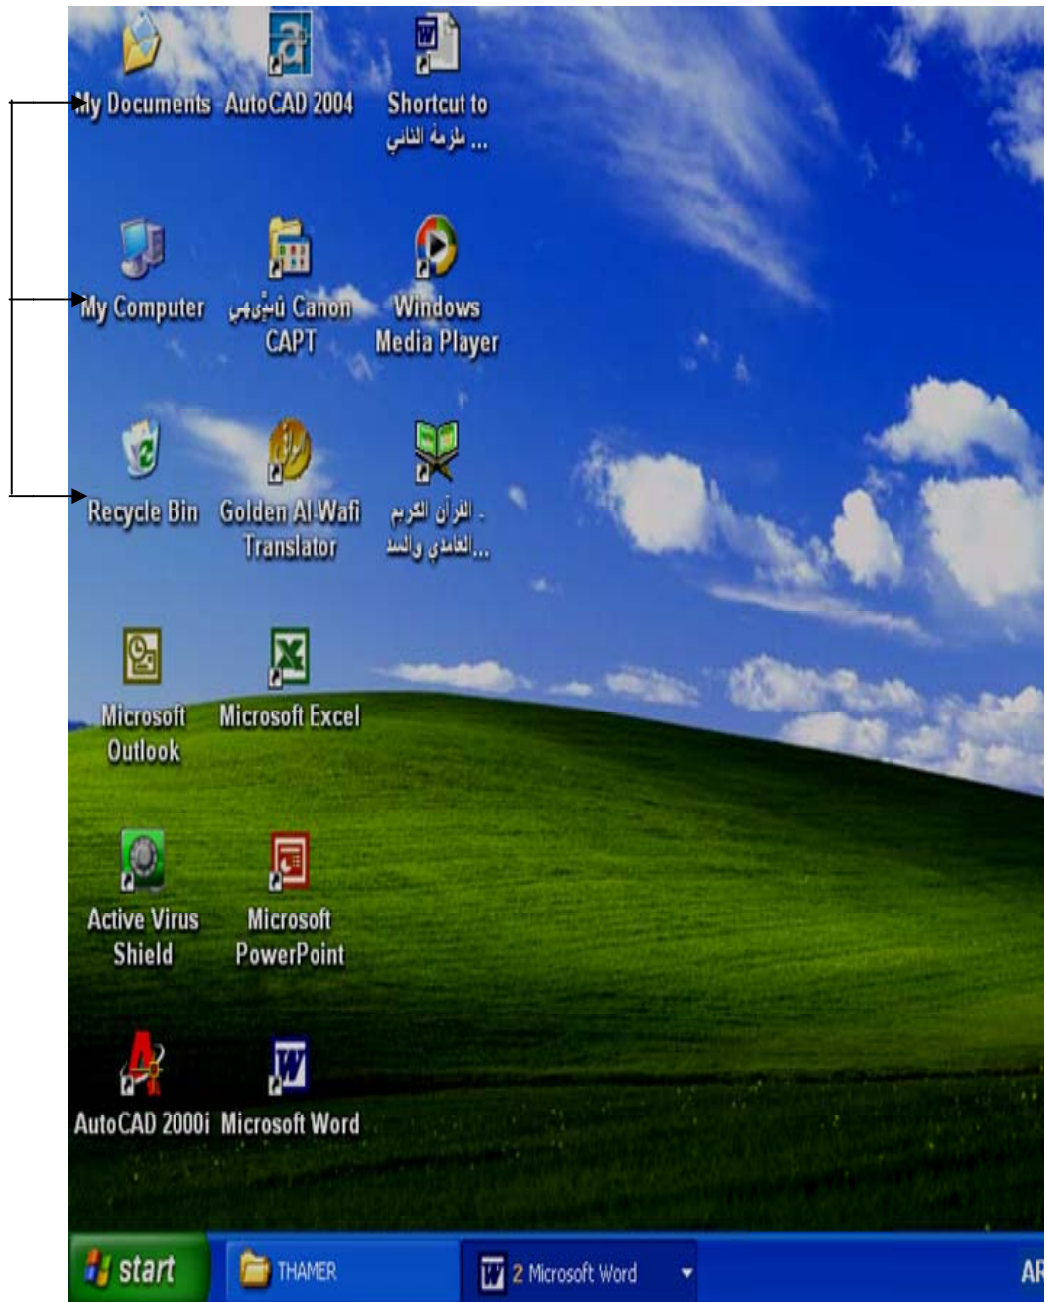 My Documents
AutoCAD 2004
Shortcut to
ملزمة الثاني ...
My Computer
Canon
CAPT
Windows
Media Player
Recycle Bin
Golden Al-Wafi
Translator
القرآن الكريم -
الغامدي والسد...
Microsoft
Outlook
Microsoft Excel
Active Virus
Shield
Microsoft
PowerPoint
AutoCAD 2000i
Microsoft Word
start
THAMER
2 Microsoft Word
AR